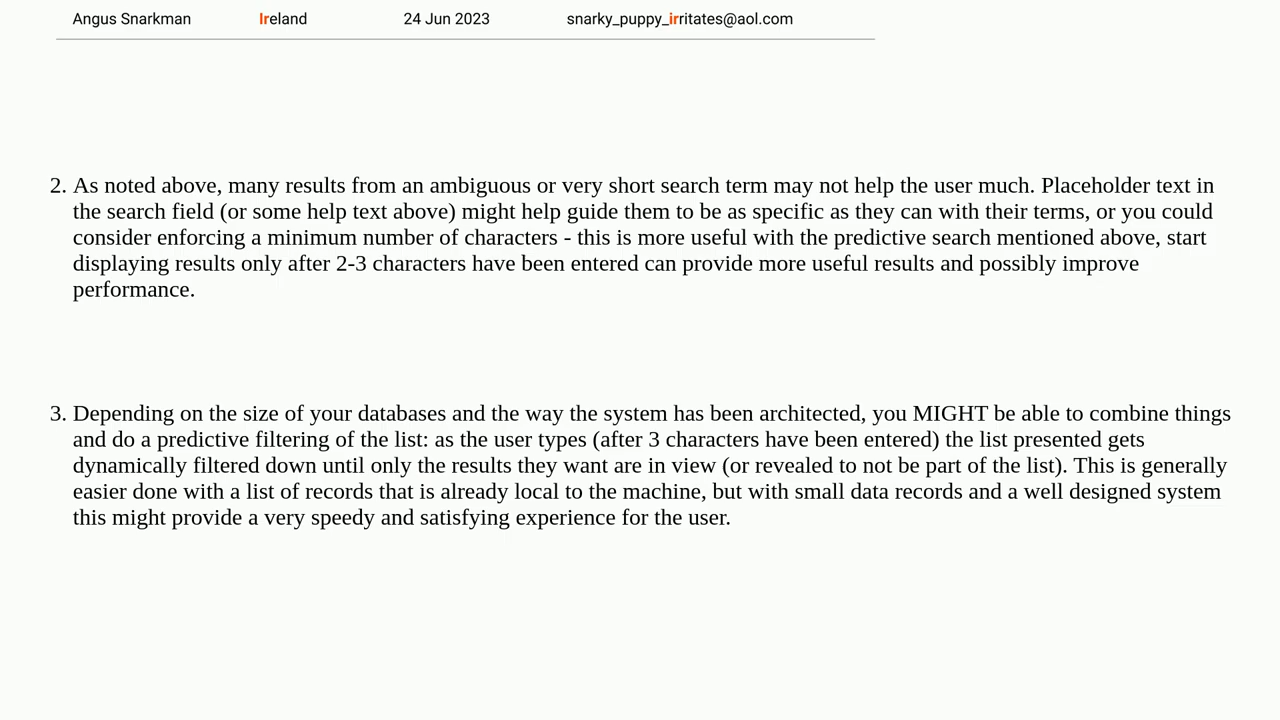 Angus Snarkman Ireland 24 Jun 2023 snarky_puppy_irritates@aol.com
2. As noted above, many results from an ambiguous or very short search term may not help the user much. Placeholder text in
the search field (or some help text above) might help guide them to be as specific as they can with their terms, or you could
consider enforcing a minimum number of characters - this is more useful with the predictive search mentioned above, start
displaying results only after 2-3 characters have been entered can provide more useful results and possibly improve
performance.
3. Depending on the size of your databases and the way the system has been architected, you MIGHT be able to combine things
and do a predictive filtering of the list: as the user types (after 3 characters have been entered) the list presented gets
dynamically filtered down until only the results they want are in view (or revealed to not be part of the list). This is generally
easier done with a list of records that is already local to the machine, but with small data records and a well designed system
this might provide a very speedy and satisfying experience for the user.